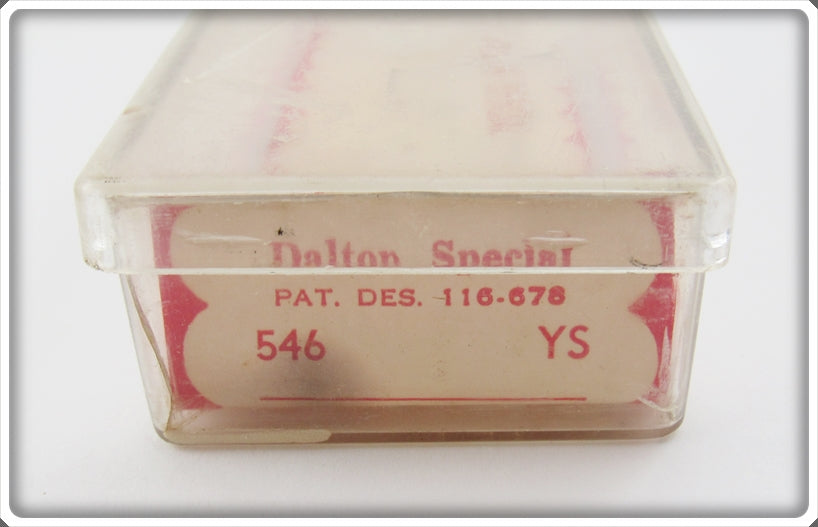 Dalton Special
PAT. DES. 116-678
546 YS